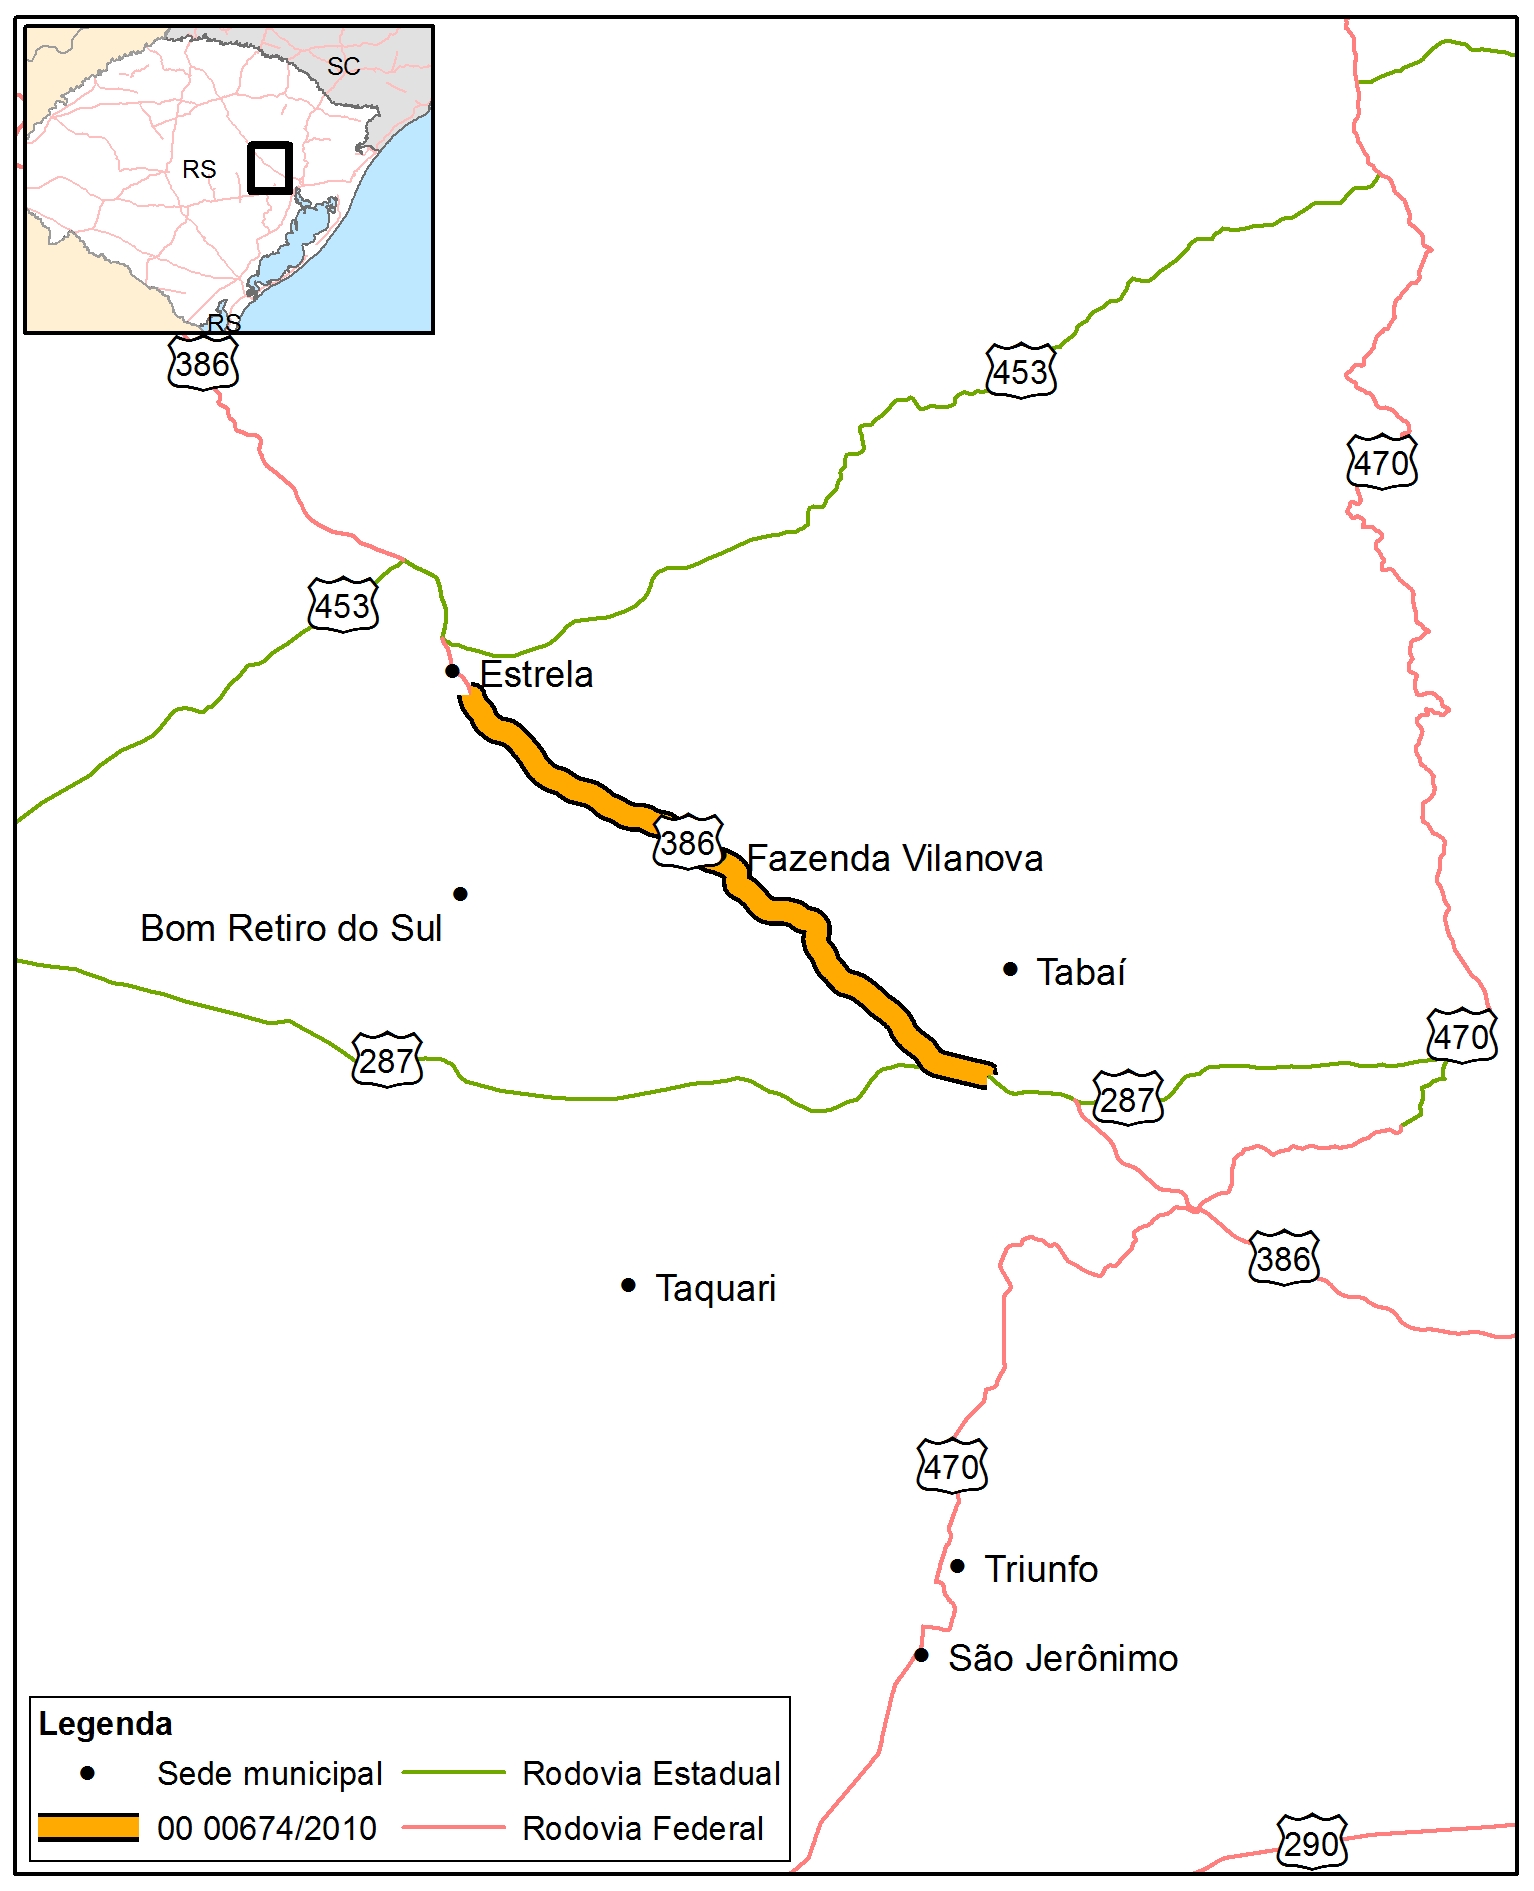 SC
RS
RS
386
453
470
453
Estrela
386
Fazenda Vilanova
Bom Retiro do Sul
Tabaí
287
470
287
386
Taquari
470
Triunfo
São Jerônimo
Legenda
Sede municipal
Rodovia Estadual
00 00674/2010
Rodovia Federal
290